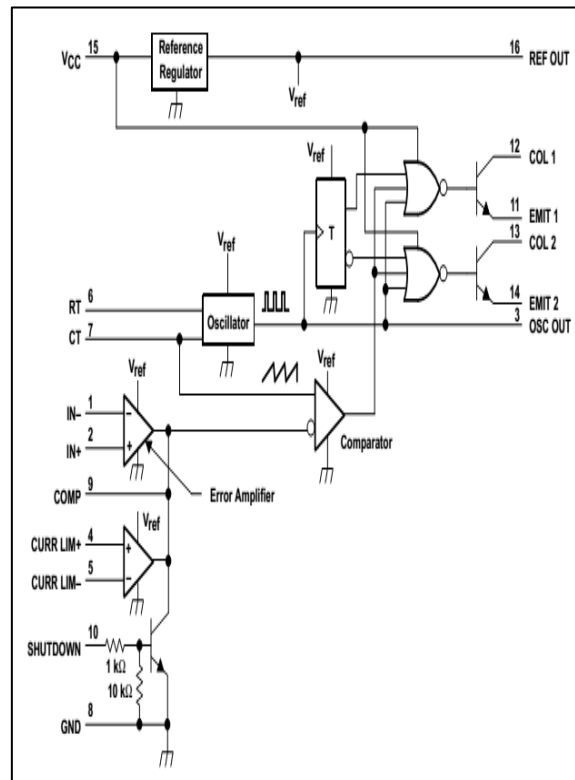 15
VCC
Reference
Regulator
16
REF OUT
Vref
Vref
12
COL 1
11
EMIT 1
13
COL 2
T
Vref
14
EMIT 2
6
RT
Oscillator
3
OSC OUT
7
CT
Vref
Vref
1
IN–
2
IN+
Comparator
9
COMP
Error Amplifier
Vref
4
CURR LIM+
5
CURR LIM–
10
SHUTDOWN
1 kΩ
10 kΩ
8
GND